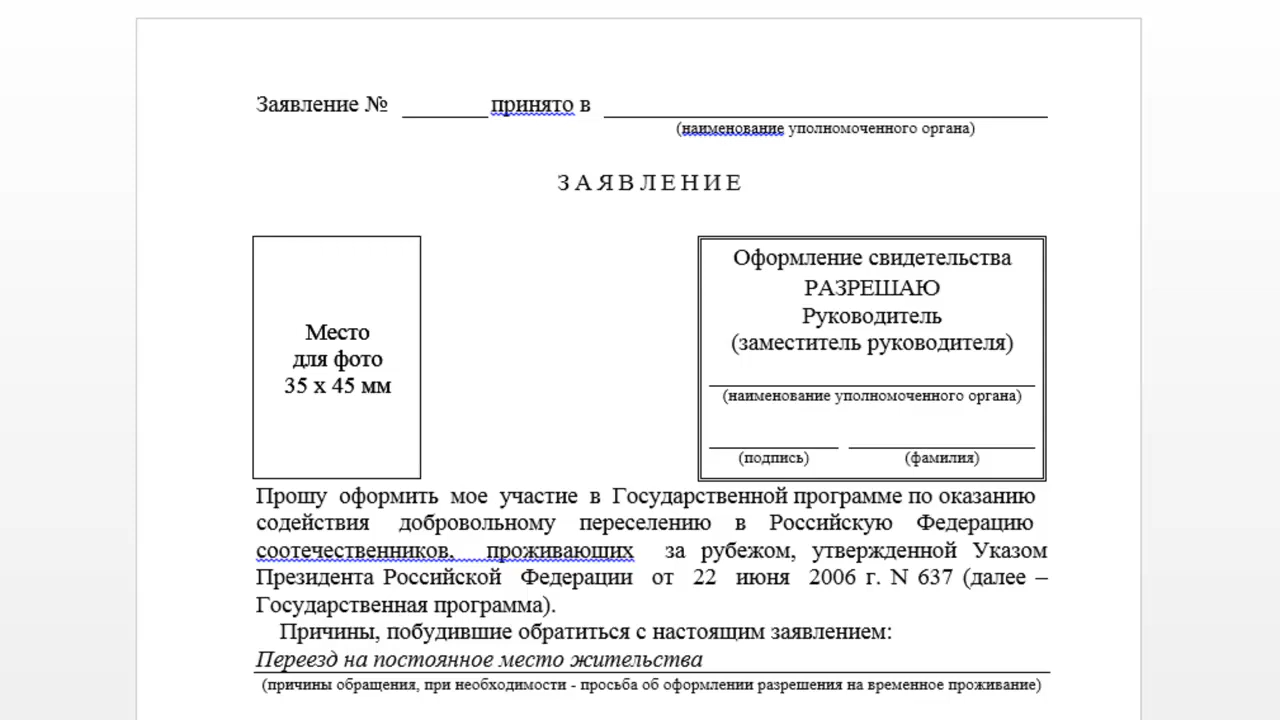 Заявление № ________ принято в ________
(наименование уполномоченного органа)
ЗАЯВЛЕНИЕ
Место
для фото
35 х 45 мм
Оформление свидетельства
РАЗРЕШАЮ
Руководитель
(заместитель руководителя)
(наименование уполномоченного органа)
(подпись) (фамилия)
Прошу оформить мое участие в Государственной программе по оказанию
содействия добровольному переселению в Российскую Федерацию
соотечественников, проживающих за рубежом, утвержденной Указом
Президента Российской Федерации от 22 июня 2006 г. N 637 (далее –
Государственная программа).
Причины, побудившие обратиться с настоящим заявлением:
Переезд на постоянное место жительства
(причины обращения, при необходимости - просьба об оформлении разрешения на временное проживание)